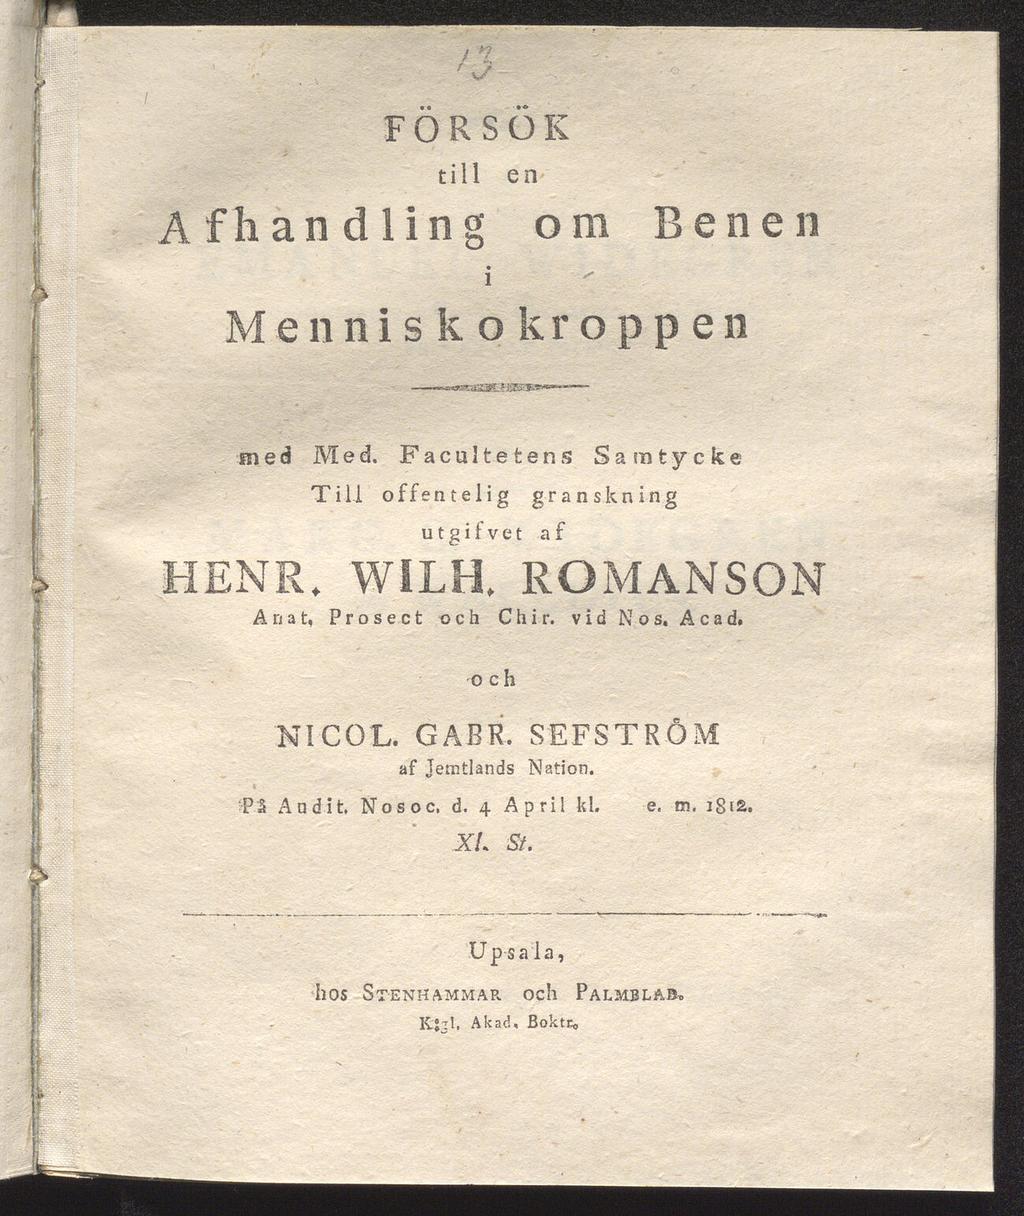 13
FÖRSÖK
till en
Afhandling om Benen
i
Menniskokroppen
med Med. Facultetens Samtycke
Till offentelig granskning
utgifvet af
HENR. WILH. ROMANSON
Anat. Prosect och Chir. vid Nos. Acad.
och
NICOL. GABR. SEFSTRÖM
af Jemtlands Nation.
På Audit. Nosoc. d. 4 April kl. e. m. 1812.
XI. St.
Upsala,
hos STENHAMMAR och PALMBLAD.
K:gl. Akad. Boktr.